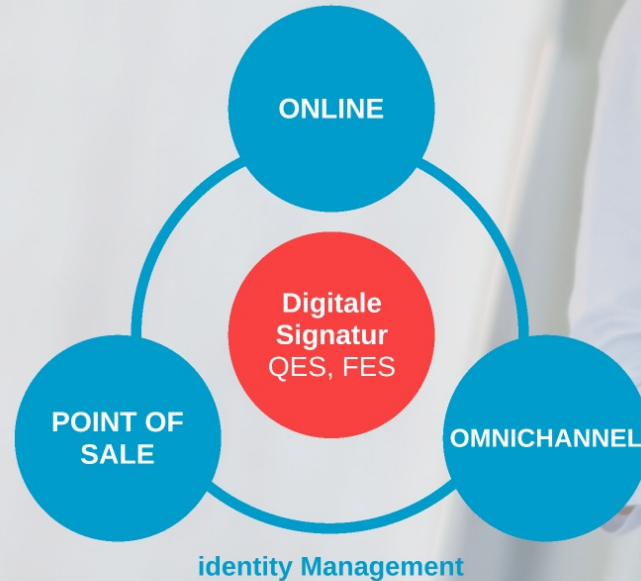 ONLINE
Digitale
Signatur
QES, FES
POINT OF
SALE
OMNICHANNEL
identity Management